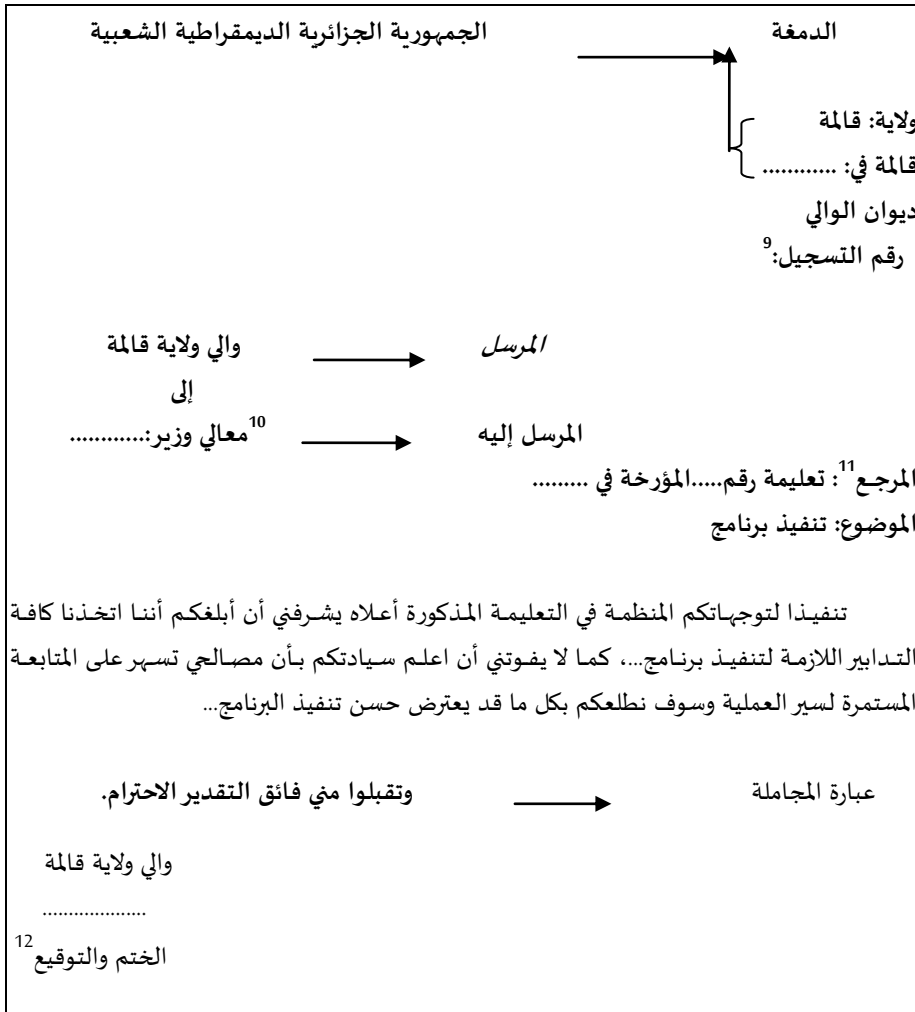 الدمغة الجمهورية الجزائرية الديمقراطية الشعبية
ولاية: قالمة
قالمة في: ............
ديوان الوالي
رقم التسجيل:9
المرسل والي ولاية قالمة
إلى
المرسل إليه 10معالي وزير:............
المرجع11: تعليمة رقم.....المؤرخة في .........
الموضوع: تنفيذ برنامج
تنفيذا لتوجهاتكم المنظمة في التعليمة المذكورة أعلاه يشرفني أن أبلغكم أننا اتخذنا كافة
التدابير اللازمة لتنفيذ برنامج...، كما لا يفوتني أن اعلم سيادتكم بأن مصالحي تسهر على المتابعة
المستمرة لسير العملية وسوف نطلعكم بكل ما قد يعترض حسن تنفيذ البرنامج...
عبارة المجاملة وتقبلوا مني فائق التقدير الاحترام.
والي ولاية قالمة
....................
الختم والتوقيع12